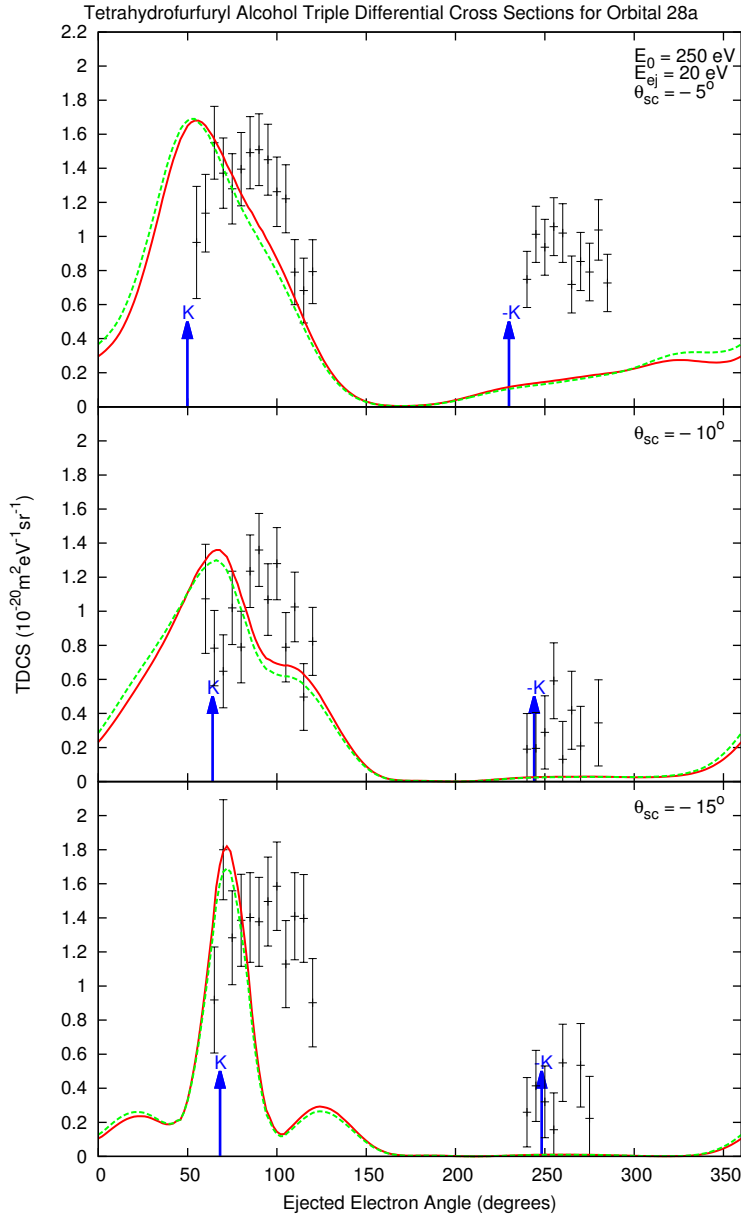 Tetrahydrofurfuryl Alcohol Triple Differential Cross Sections for Orbital 28a
2.2
2
1.8
1.6
1.4
1.2
1
0.8
0.6
0.4
0.2
0
E₀ = 250 eV
E_ej = 20 eV
θ_sc = − 5°
K
-K
2
1.8
1.6
1.4
1.2
1
0.8
0.6
0.4
0.2
0
θ_sc = − 10°
K
-K
TDCS (10⁻²⁰m²eV⁻¹sr⁻¹)
2
1.8
1.6
1.4
1.2
1
0.8
0.6
0.4
0.2
0
θ_sc = − 15°
K
-K
0 50 100 150 200 250 300 350
Ejected Electron Angle (degrees)